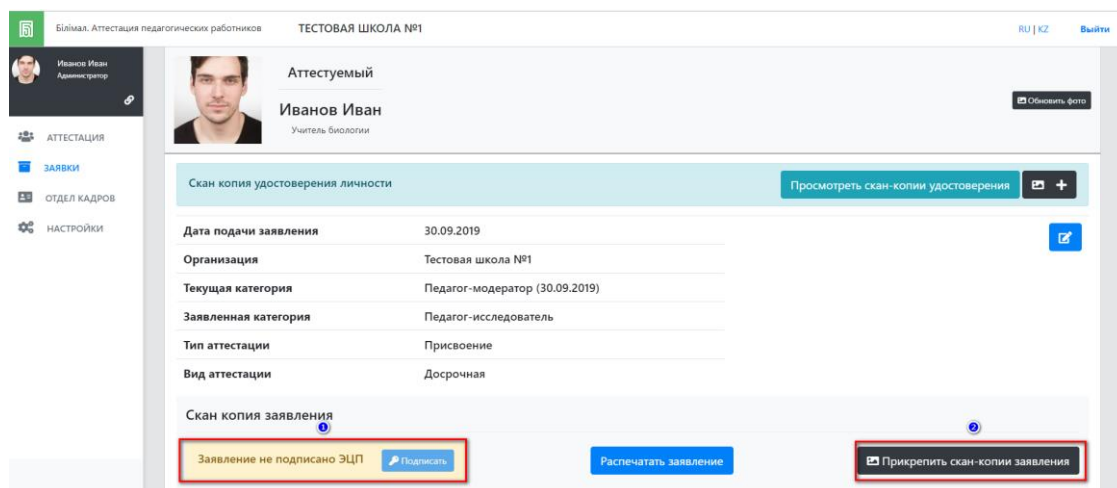 Білімал. Аттестация педагогических работников ТЕСТОВАЯ ШКОЛА №1 RU | KZ Выйти
Иванов Иван
Администратор
АТТЕСТАЦИЯ
ЗАЯВКИ
ОТДЕЛ КАДРОВ
НАСТРОЙКИ
Аттестуемый
Иванов Иван
Учитель биологии
Обновить фото
Скан копия удостоверения личности Просмотреть скан-копии удостоверения
Дата подачи заявления 30.09.2019
Организация Тестовая школа №1
Текущая категория Педагог-модератор (30.09.2019)
Заявленная категория Педагог-исследователь
Тип аттестации Присвоение
Вид аттестации Досрочная
Скан копия заявления
1 2
Заявление не подписано ЭЦП Подписать Распечатать заявление Прикрепить скан-копии заявления